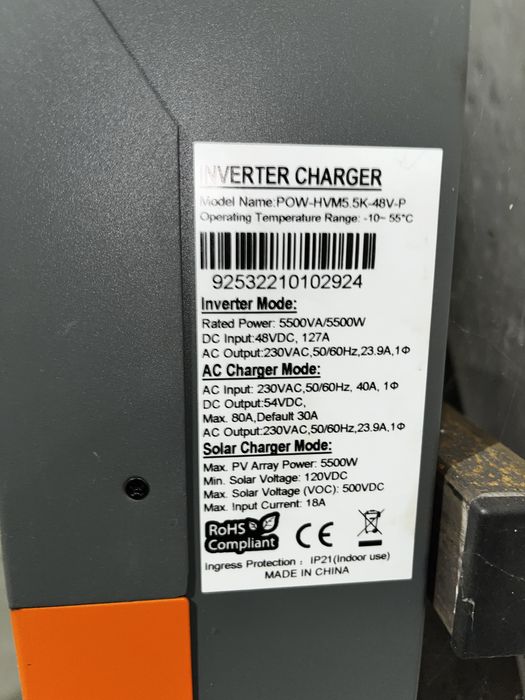 INVERTER CHARGER
Model Name:POW-HVM5.5K-48V-P
Operating Temperature Range: -10~ 55°C
92532210102924
Inverter Mode:
Rated Power: 5500VA/5500W
DC Input:48VDC, 127A
AC Output:230VAC,50/60Hz,23.9A,1Φ
AC Charger Mode:
AC Input: 230VAC,50/60Hz, 40A, 1Φ
DC Output:54VDC,
Max. 80A,Default 30A
AC Output:230VAC,50/60Hz,23.9A,1Φ
Solar Charger Mode:
Max. PV Array Power: 5500W
Min. Solar Voltage: 120VDC
Max. Solar Voltage (VOC): 500VDC
Max. Input Current: 18A
RoHS
Compliant
CE
Ingress Protection : IP21(Indoor use)
MADE IN CHINA